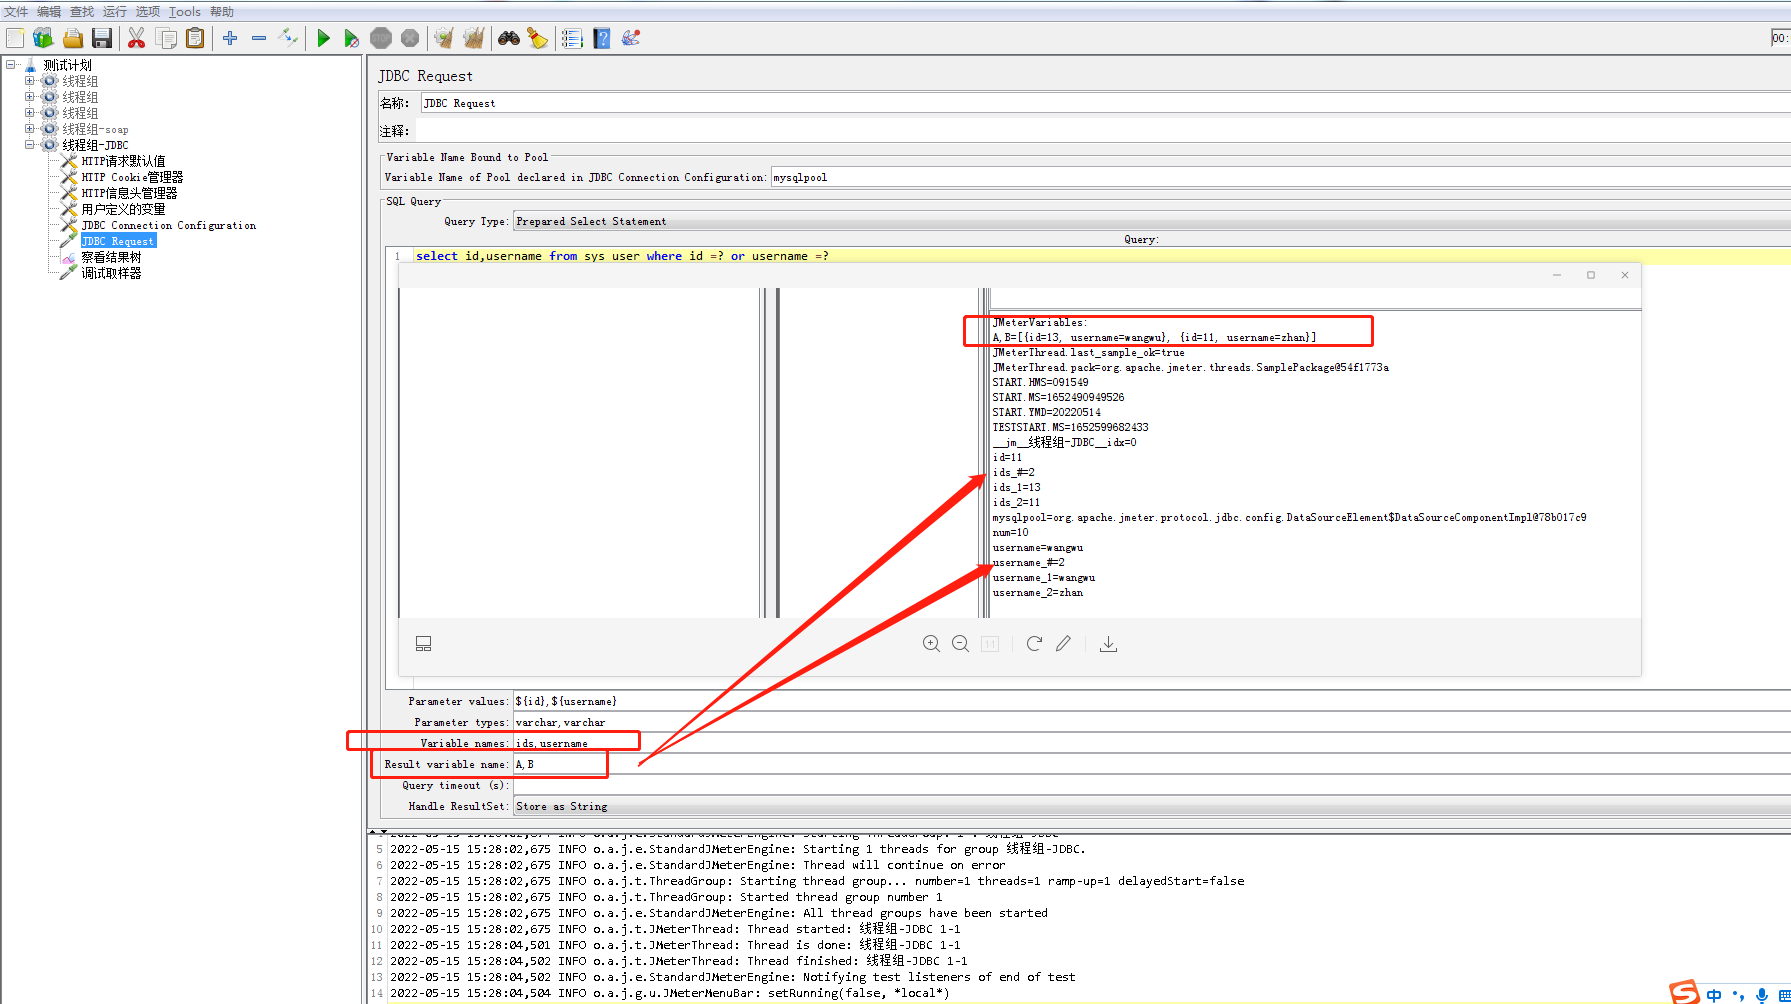 文件 编辑 查找 运行 选项 Tools 帮助
00:
测试计划
线程组
线程组
线程组
线程组-soap
线程组-JDBC
HTTP请求默认值
HTTP Cookie管理器
HTTP信息头管理器
用户定义的变量
JDBC Connection Configuration
JDBC Request
察看结果树
调试取样器
JDBC Request
名称: JDBC Request
注释:
Variable Name Bound to Pool
Variable Name of Pool declared in JDBC Connection Configuration: mysqlpool
SQL Query
Query Type: Prepared Select Statement
Query:
1 select id,username from sys_user where id =? or username =?
JMeterVariables:
A,B=[{id=13, username=wangwu}, {id=11, username=zhan}]
JMeterThread.last_sample_ok=true
JMeterThread.pack=org.apache.jmeter.threads.SamplePackage@54f1773a
START.HMS=091549
START.MS=1652490949526
START.YMD=20220514
TESTSTART.MS=1652599682433
__jm__线程组-JDBC__idx=0
id=11
ids_#=2
ids_1=13
ids_2=11
mysqlpool=org.apache.jmeter.protocol.jdbc.config.DataSourceElement$DataSourceComponentImpl@78b017c9
num=10
username=wangwu
username_#=2
username_1=wangwu
username_2=zhan
1:1
Parameter values: ${id},${username}
Parameter types: varchar,varchar
Variable names: ids,username
Result variable name: A,B
Query timeout (s):
Handle ResultSet: Store as String
5 2022-05-15 15:28:02,675 INFO o.a.j.e.StandardJMeterEngine: Starting 1 threads for group 线程组-JDBC.
6 2022-05-15 15:28:02,675 INFO o.a.j.e.StandardJMeterEngine: Thread will continue on error
7 2022-05-15 15:28:02,675 INFO o.a.j.t.ThreadGroup: Starting thread group... number=1 threads=1 ramp-up=1 delayedStart=false
8 2022-05-15 15:28:02,675 INFO o.a.j.t.ThreadGroup: Started thread group number 1
9 2022-05-15 15:28:02,675 INFO o.a.j.e.StandardJMeterEngine: All thread groups have been started
10 2022-05-15 15:28:02,675 INFO o.a.j.t.JMeterThread: Thread started: 线程组-JDBC 1-1
11 2022-05-15 15:28:04,501 INFO o.a.j.t.JMeterThread: Thread is done: 线程组-JDBC 1-1
12 2022-05-15 15:28:04,502 INFO o.a.j.t.JMeterThread: Thread finished: 线程组-JDBC 1-1
13 2022-05-15 15:28:04,502 INFO o.a.j.e.StandardJMeterEngine: Notifying test listeners of end of test
14 2022-05-15 15:28:04,504 INFO o.a.j.g.u.JMeterMenuBar: setRunning(false, *local*)
中